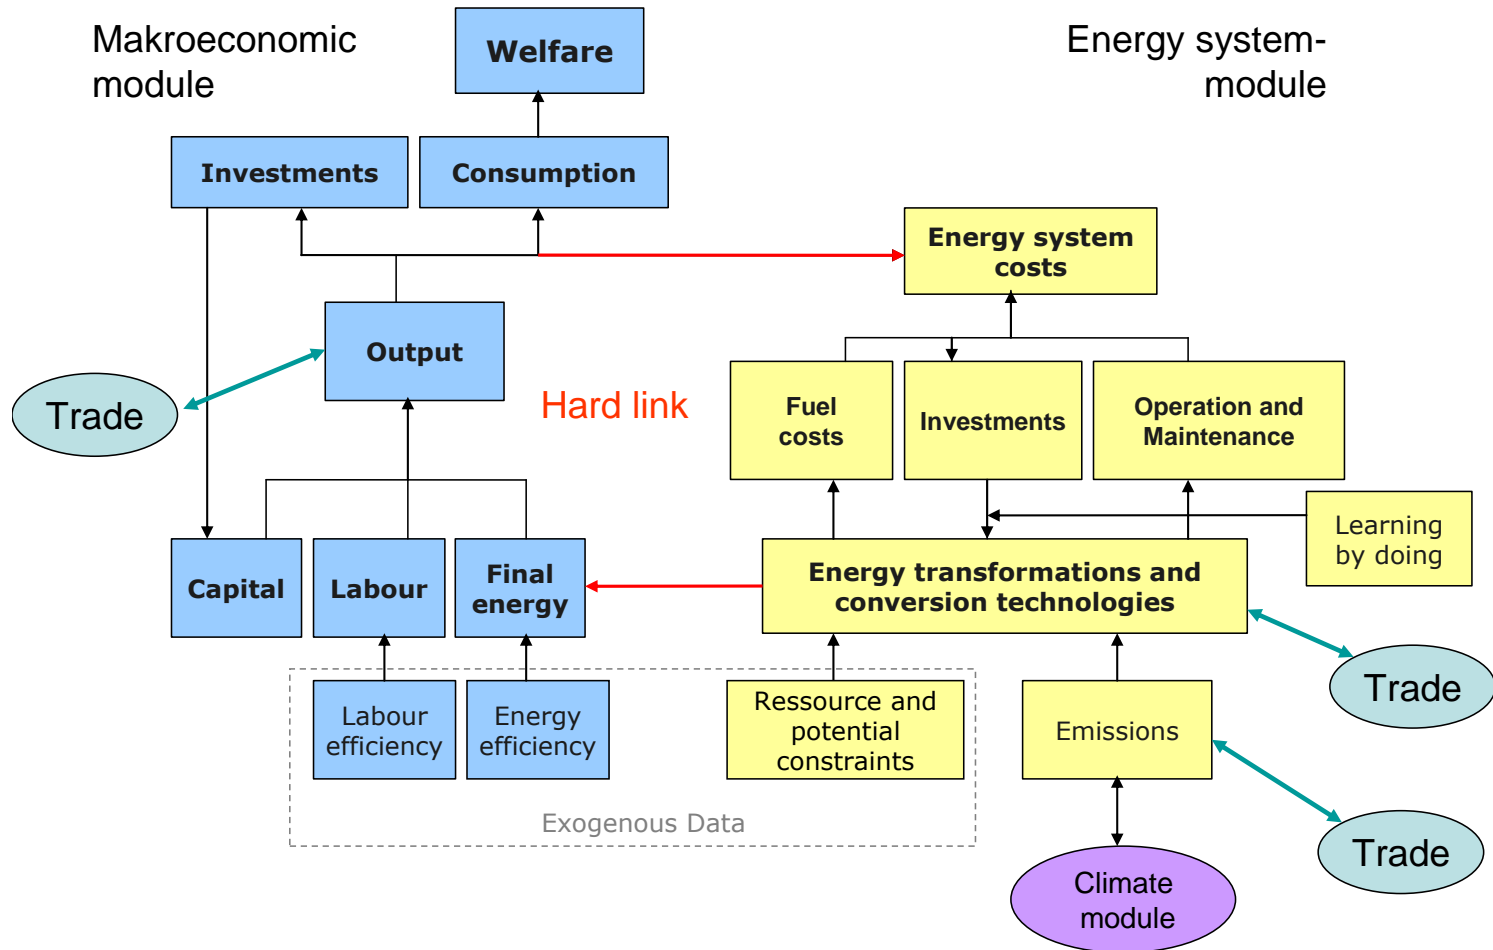 Makroeconomic
module
Welfare
Energy system-
module
Investments
Consumption
Energy system
costs
Output
Trade
Hard link
Fuel
costs
Investments
Operation and
Maintenance
Learning
by doing
Capital
Labour
Final
energy
Energy transformations and
conversion technologies
Labour
efficiency
Energy
efficiency
Ressource and
potential
constraints
Emissions
Trade
Exogenous Data
Trade
Climate
module